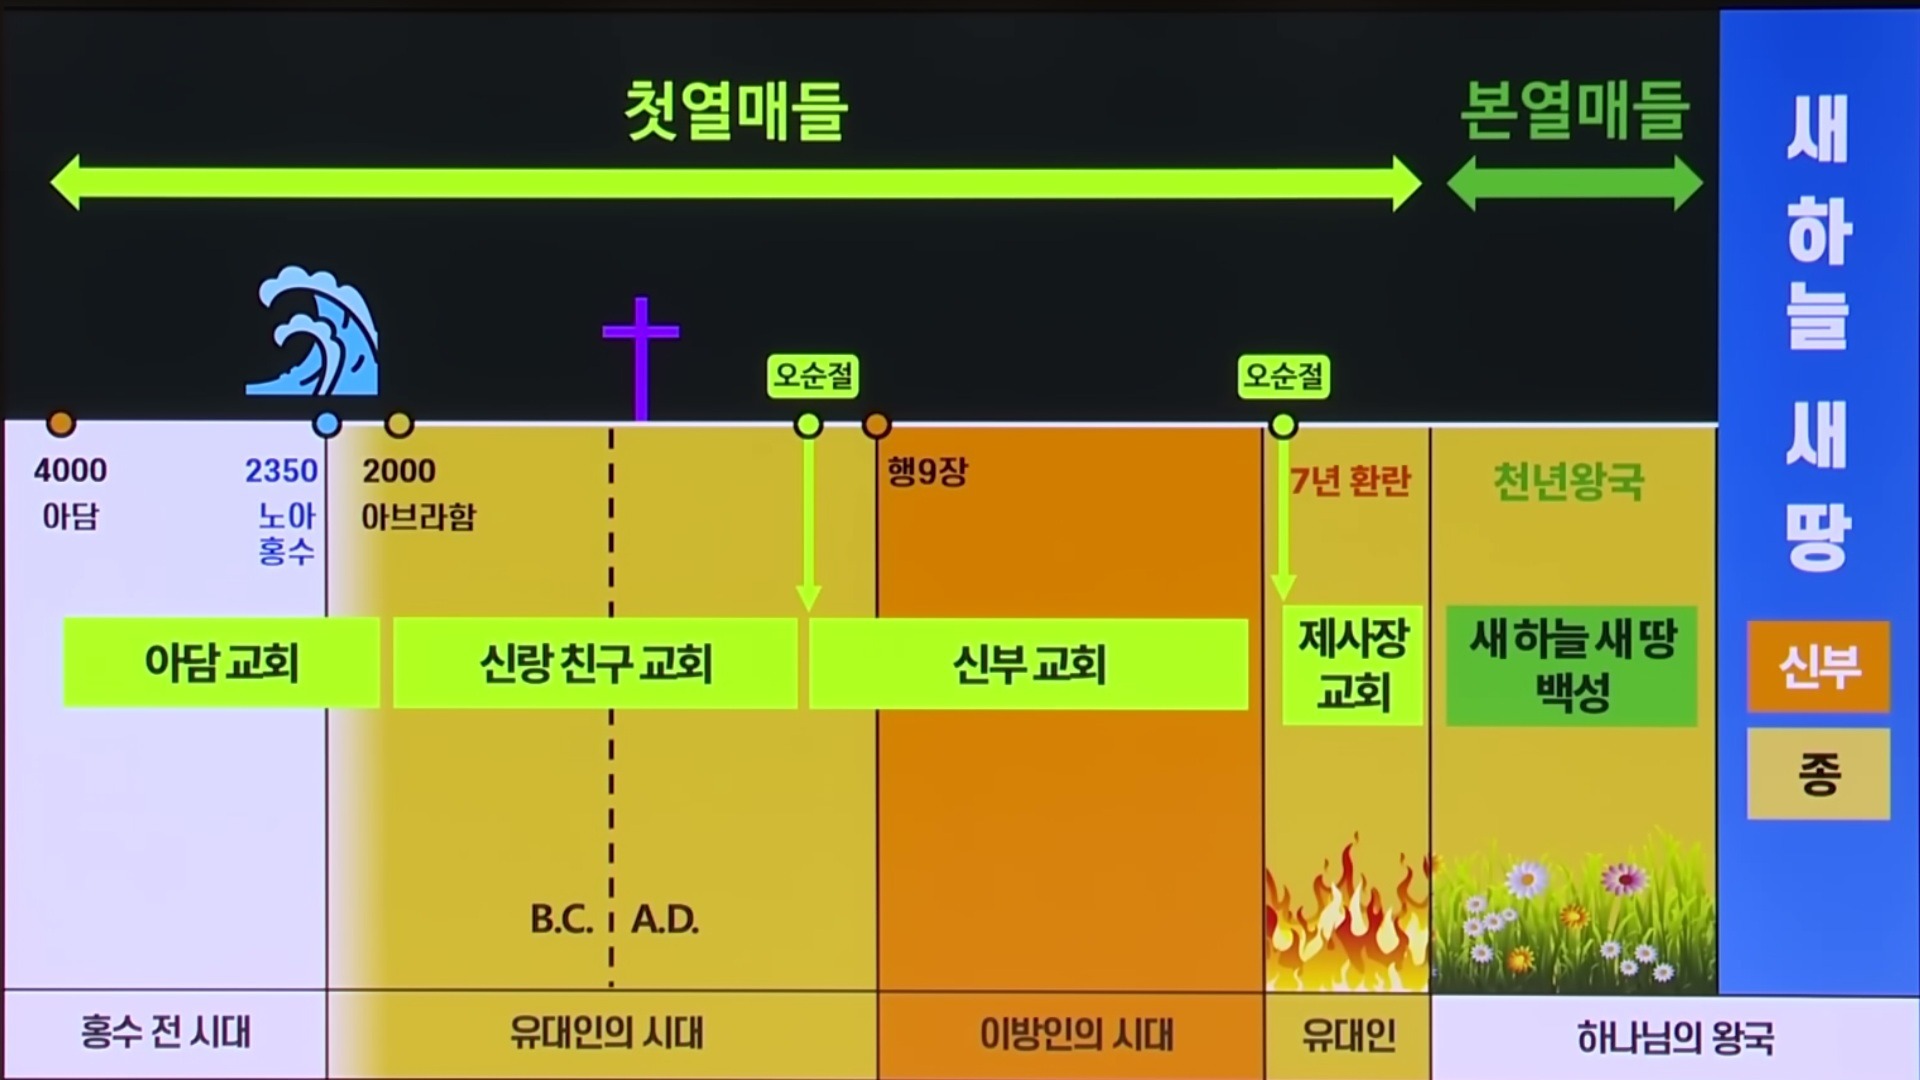 첫열매들
본열매들
새 하늘 새 땅
오순절
오순절
4000
아담
2350
노아
홍수
2000
아브라함
행9장
7년 환란
천년왕국
아담 교회
신랑 친구 교회
신부 교회
제사장
교회
새 하늘 새 땅
백성
신부
종
B.C.
A.D.
홍수 전 시대
유대인의 시대
이방인의 시대
유대인
하나님의 왕국